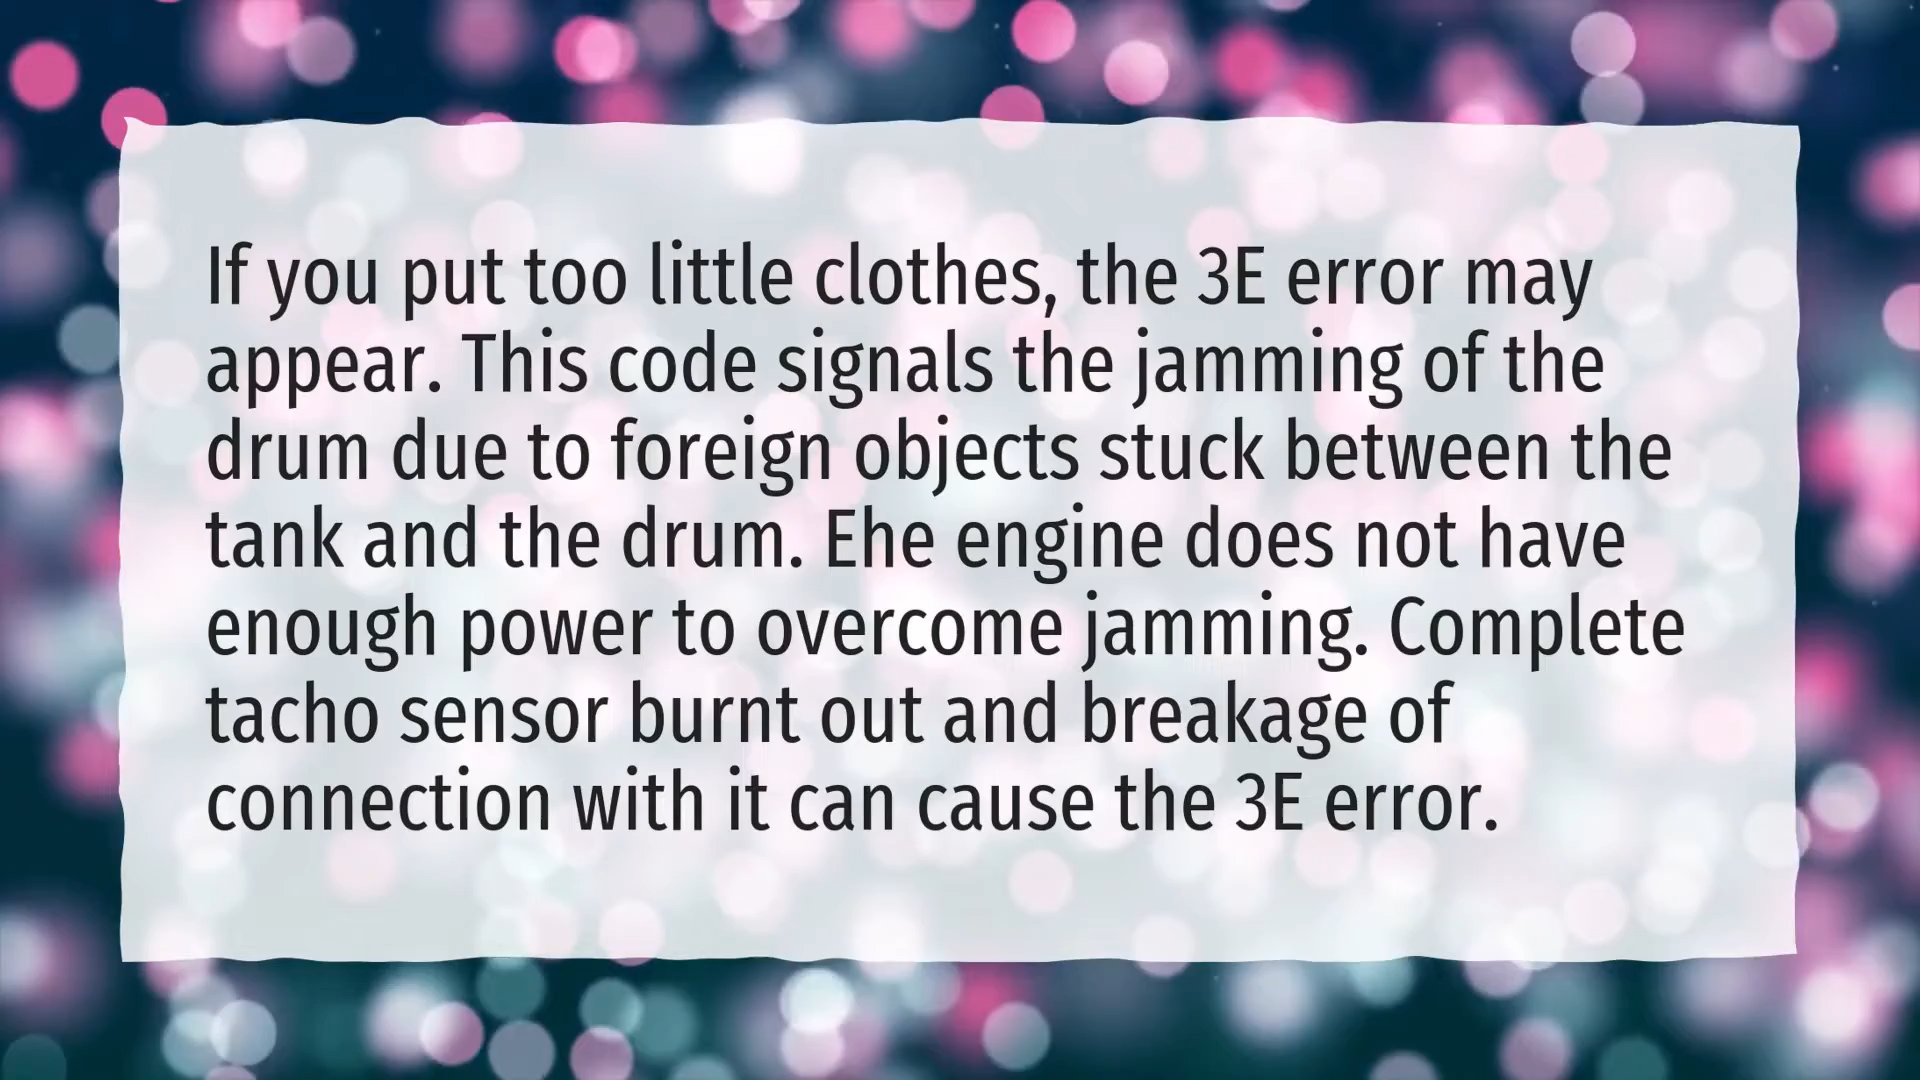 If you put too little clothes, the 3E error may
appear. This code signals the jamming of the
drum due to foreign objects stuck between the
tank and the drum. Ehe engine does not have
enough power to overcome jamming. Complete
tacho sensor burnt out and breakage of
connection with it can cause the 3E error.